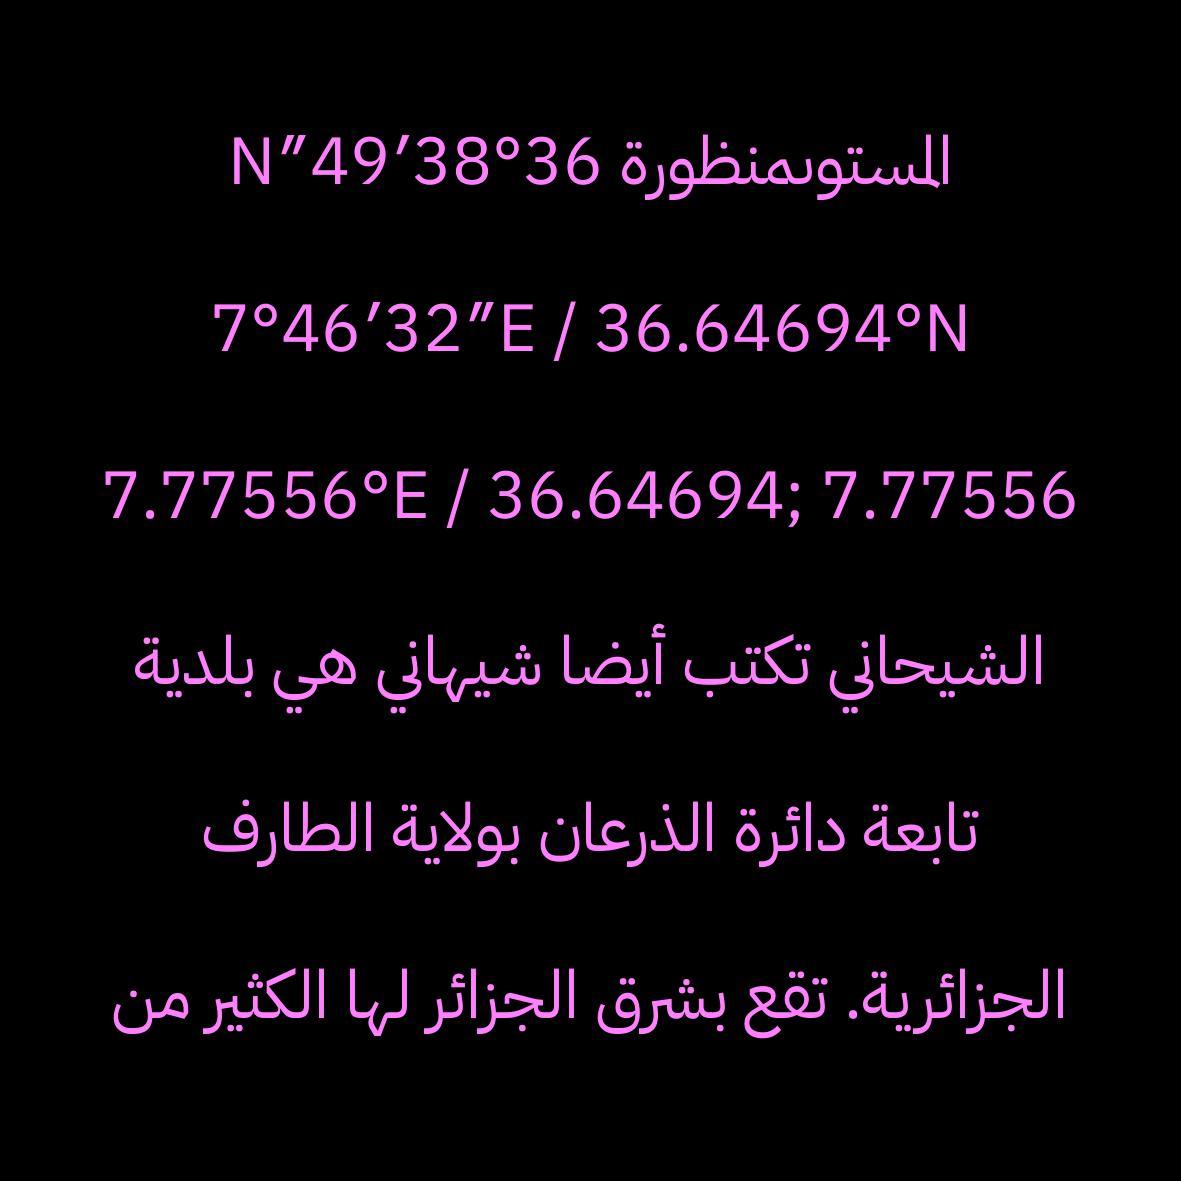 المستوىمنظورة 36°38′49″N
7°46′32″E / 36.64694°N
7.77556°E / 36.64694; 7.77556
الشيحاني تكتب أيضا شيهاني هي بلدية
تابعة دائرة الذرعان بولاية الطارف
الجزائرية. تقع بشرق الجزائر لها الكثير من